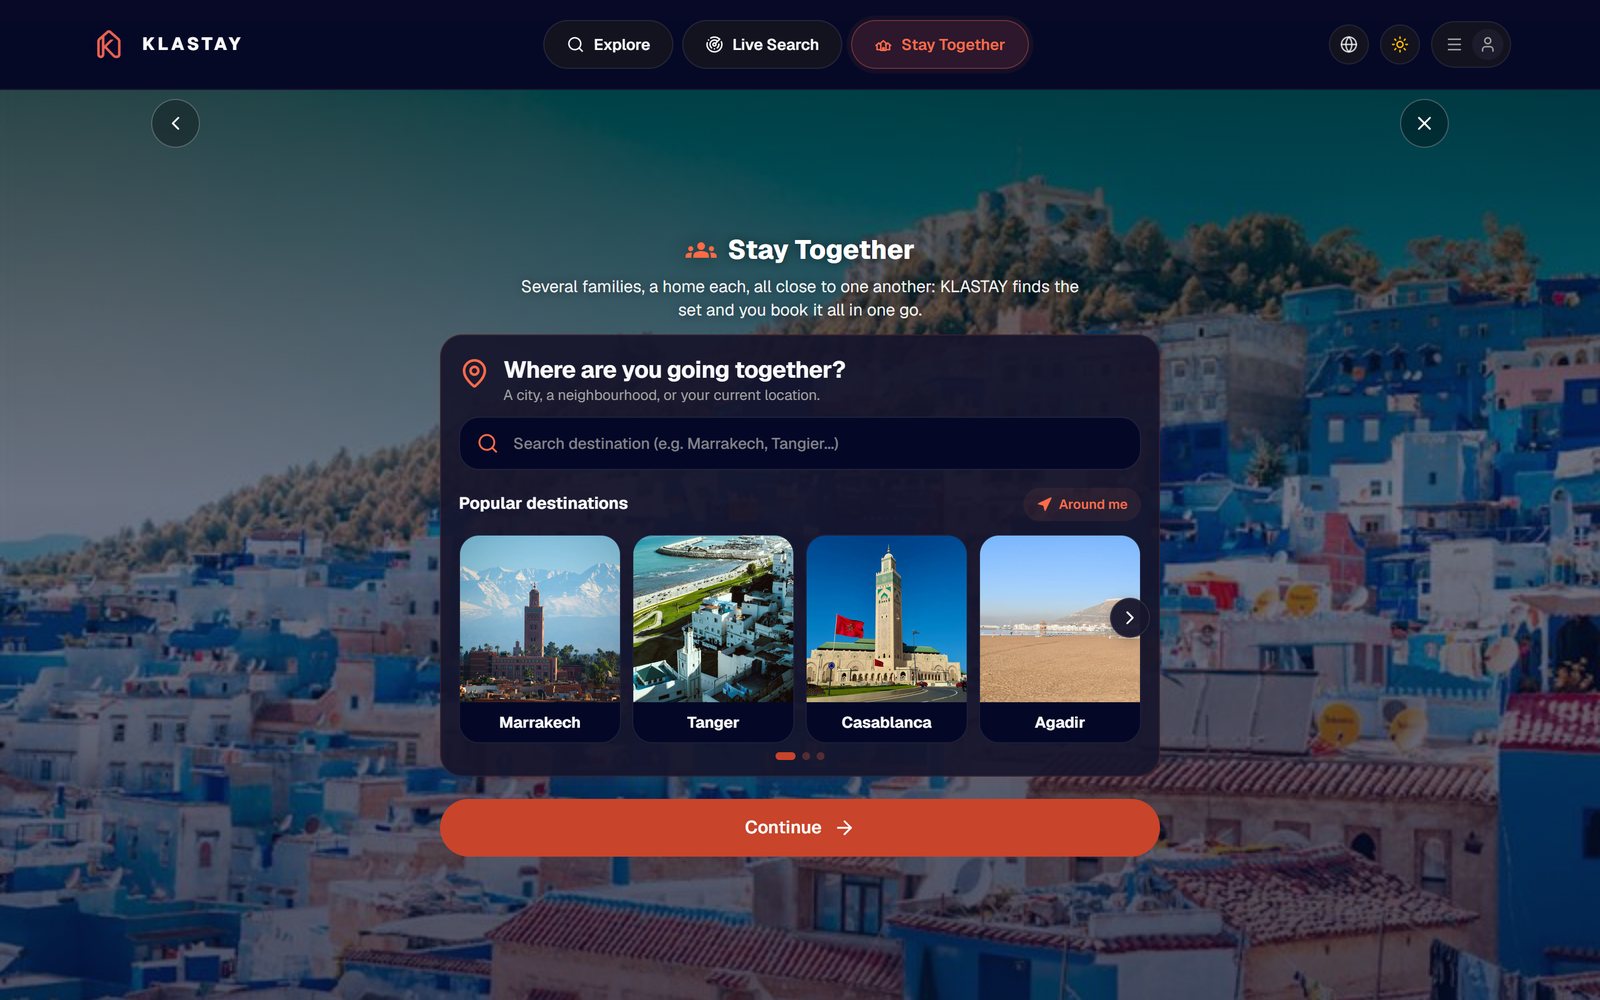 KLASTAY
Explore
Live Search
Stay Together
Stay Together
Several families, a home each, all close to one another: KLASTAY finds the
set and you book it all in one go.
Where are you going together?
A city, a neighbourhood, or your current location.
Search destination (e.g. Marrakech, Tangier...)
Popular destinations
Around me
Marrakech
Tanger
Casablanca
Agadir
Continue